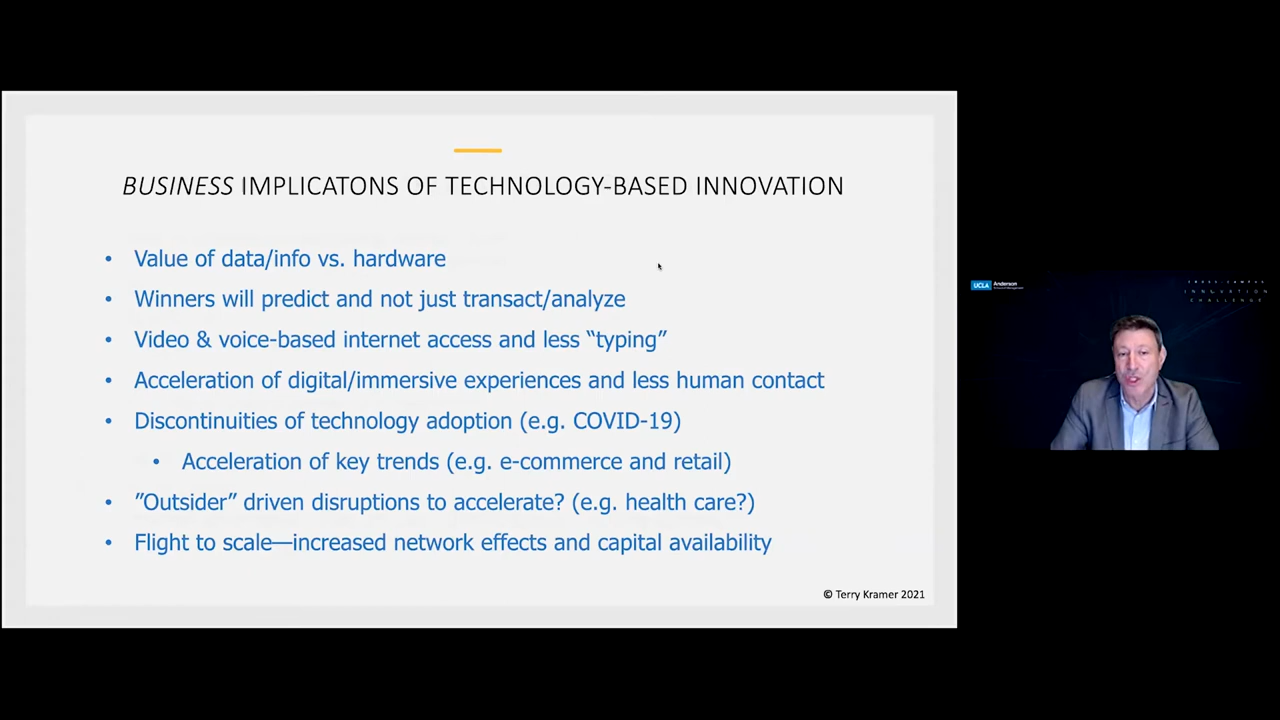 BUSINESS IMPLICATONS OF TECHNOLOGY-BASED INNOVATION
• Value of data/info vs. hardware
• Winners will predict and not just transact/analyze
• Video & voice-based internet access and less “typing”
• Acceleration of digital/immersive experiences and less human contact
• Discontinuities of technology adoption (e.g. COVID-19)
• Acceleration of key trends (e.g. e-commerce and retail)
• ”Outsider” driven disruptions to accelerate? (e.g. health care?)
• Flight to scale—increased network effects and capital availability
© Terry Kramer 2021
UCLA Anderson
INNOVATION
CHALLENGE